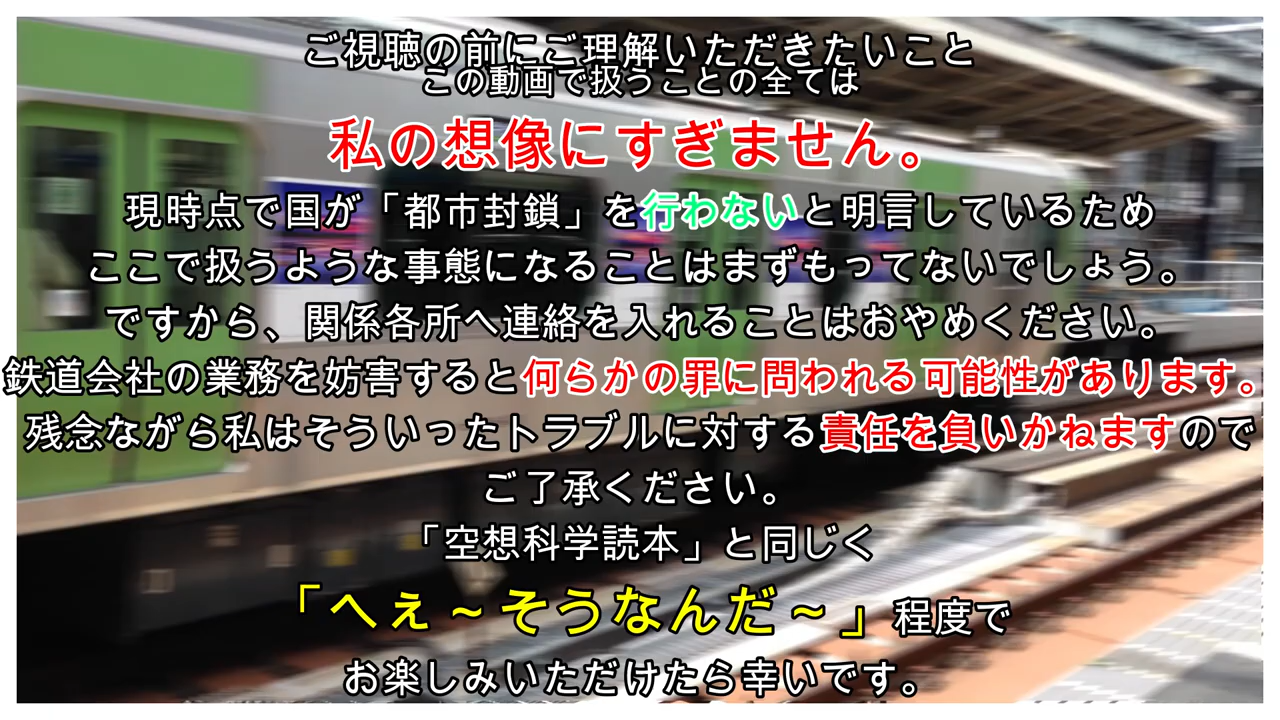 ご視聴の前にご理解いただきたいこと
この動画で扱うことの全ては
私の想像にすぎません。
現時点で国が「都市封鎖」を行わないと明言しているため
ここで扱うような事態になることはまずもってないでしょう。
ですから、関係各所へ連絡を入れることはおやめください。
鉄道会社の業務を妨害すると何らかの罪に問われる可能性があります。
残念ながら私はそういったトラブルに対する責任を負いかねますので
ご了承ください。
「空想科学読本」と同じく
「へぇ～そうなんだ～」程度で
お楽しみいただけたら幸いです。